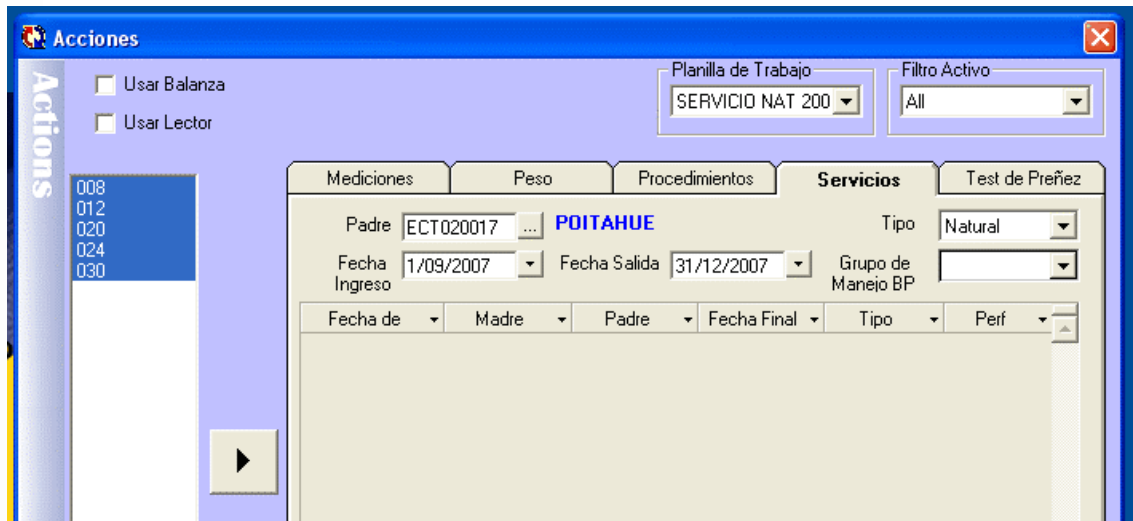 Acciones
Actions
Usar Balanza
Usar Lector
Planilla de Trabajo
SERVICIO NAT 200
Filtro Activo
All
008
012
020
024
030
Mediciones Peso Procedimientos Servicios Test de Preñez
Padre ECT020017 ... POITAHUE Tipo Natural
Fecha Ingreso 1/09/2007 Fecha Salida 31/12/2007 Grupo de Manejo BP
Fecha de Madre Padre Fecha Final Tipo Perf